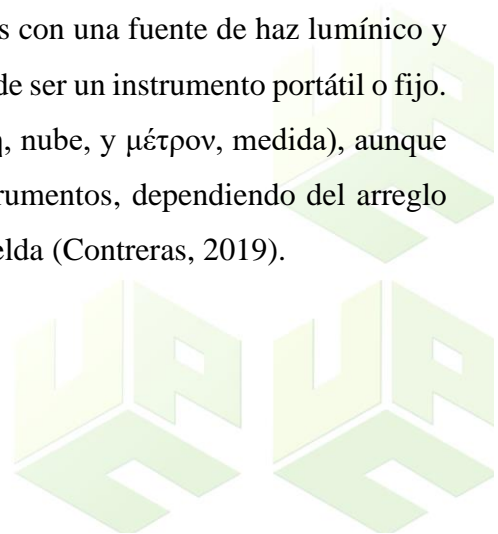 s con una fuente de haz lumínico y
de ser un instrumento portátil o fijo.
η, nube, y μέτρον, medida), aunque
trumentos, dependiendo del arreglo
elda (Contreras, 2019).